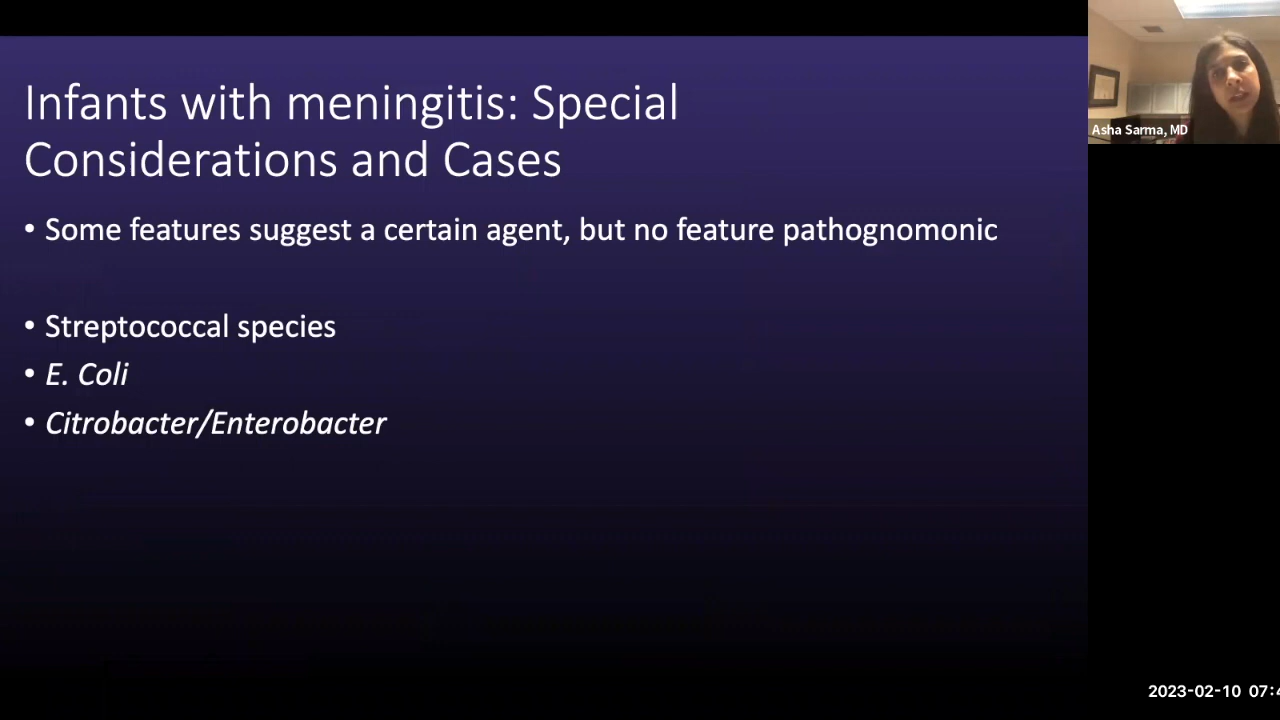 Infants with meningitis: Special
Considerations and Cases
• Some features suggest a certain agent, but no feature pathognomonic
• Streptococcal species
• E. Coli
• Citrobacter/Enterobacter
Asha Sarma, MD
2023-02-10 07:4